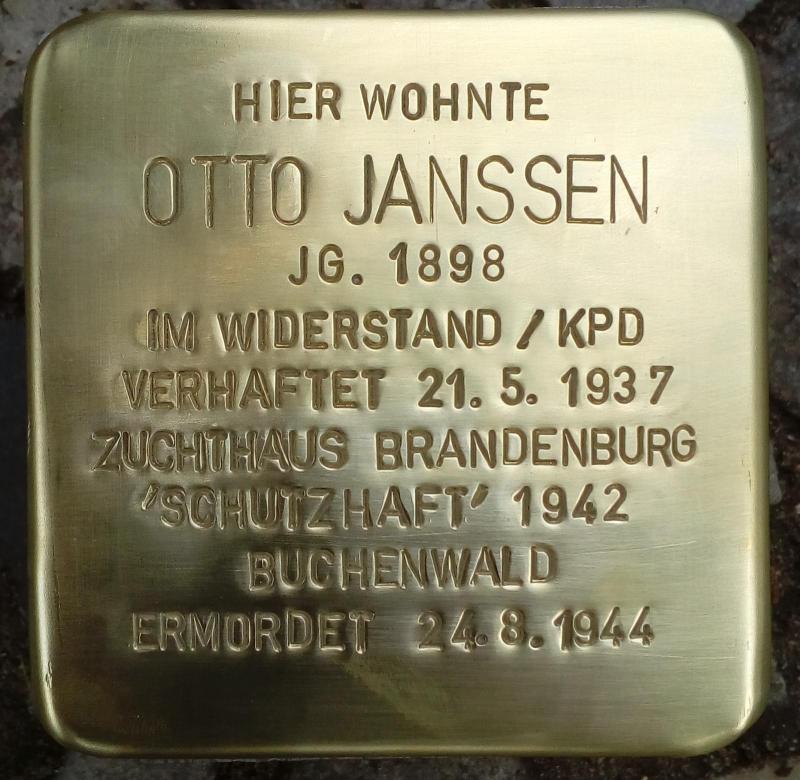 HIER WOHNTE
OTTO JANSSEN
JG. 1898
IM WIDERSTAND / KPD
VERHAFTET 21. 5. 1937
ZUCHTHAUS BRANDENBURG
'SCHUTZHAFT' 1942
BUCHENWALD
ERMORDET 24. 8. 1944